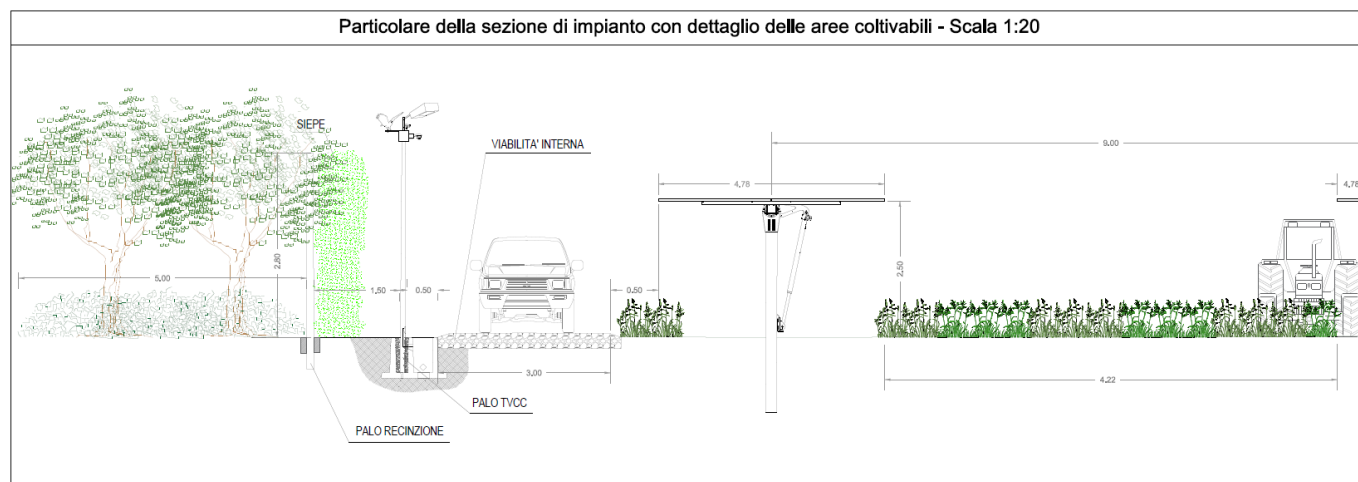 Particolare della sezione di impianto con dettaglio delle aree coltivabili - Scala 1:20
SIEPE
VIABILITA' INTERNA
9.00
4,78
4,78
2,80
5,00
1,50
0.50
0,50
2,50
3,00
4,22
PALO TVCC
PALO RECINZIONE